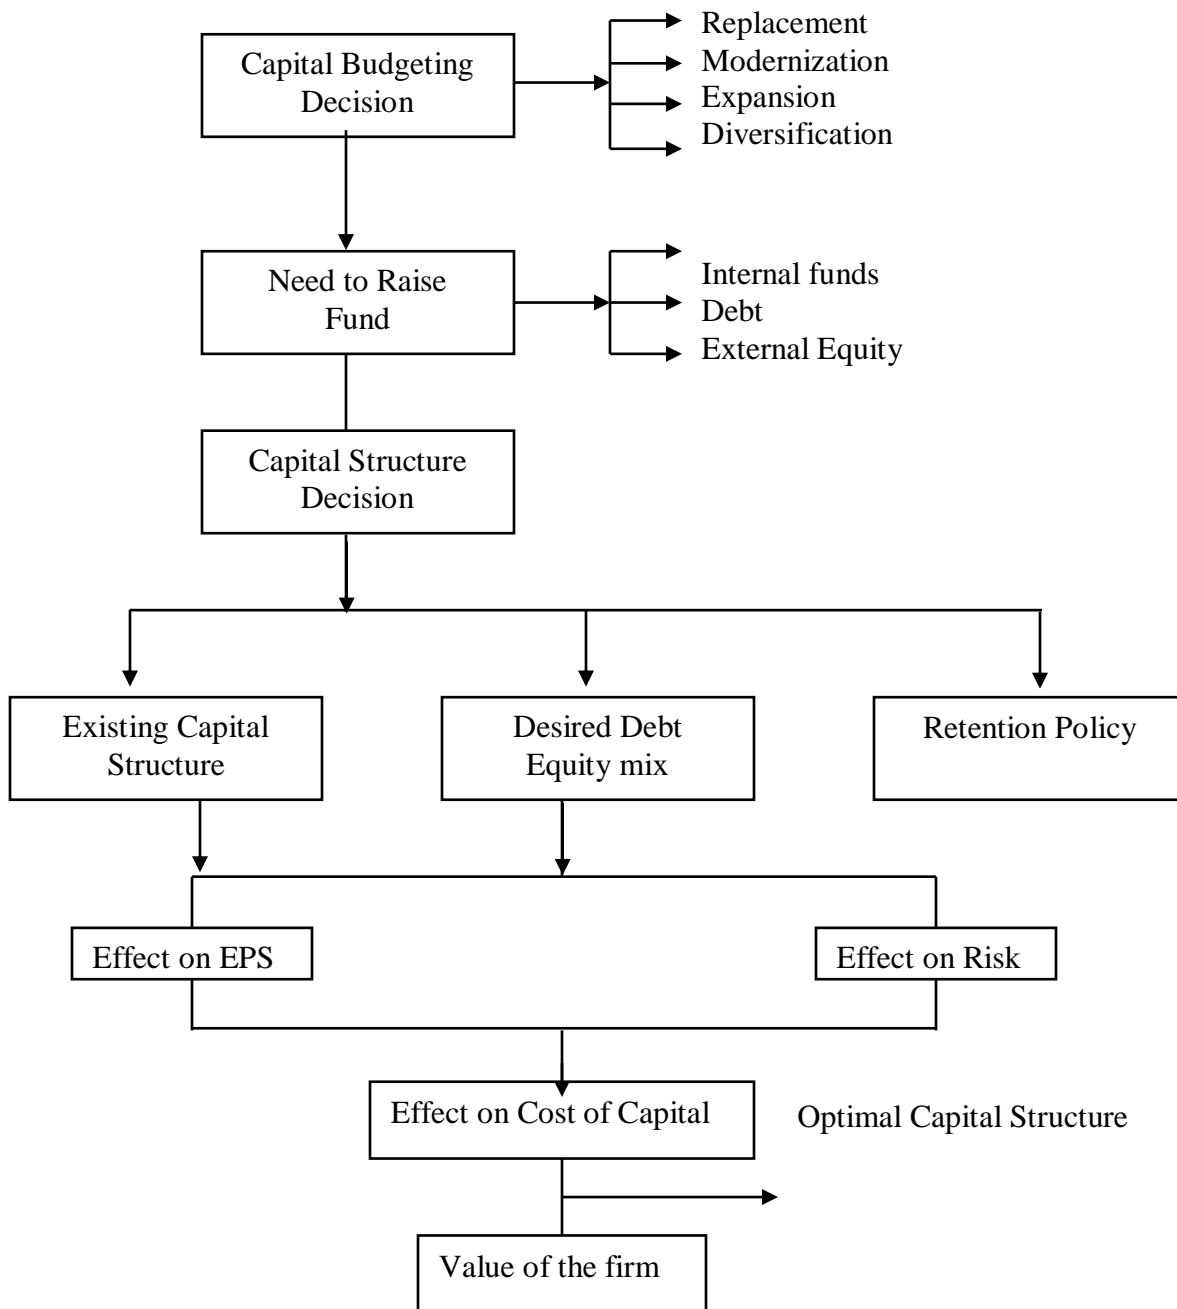 Capital Budgeting
Decision
Replacement
Modernization
Expansion
Diversification
Need to Raise
Fund
Internal funds
Debt
External Equity
Capital Structure
Decision
Existing Capital
Structure
Desired Debt
Equity mix
Retention Policy
Effect on EPS
Effect on Risk
Effect on Cost of Capital
Optimal Capital Structure
Value of the firm